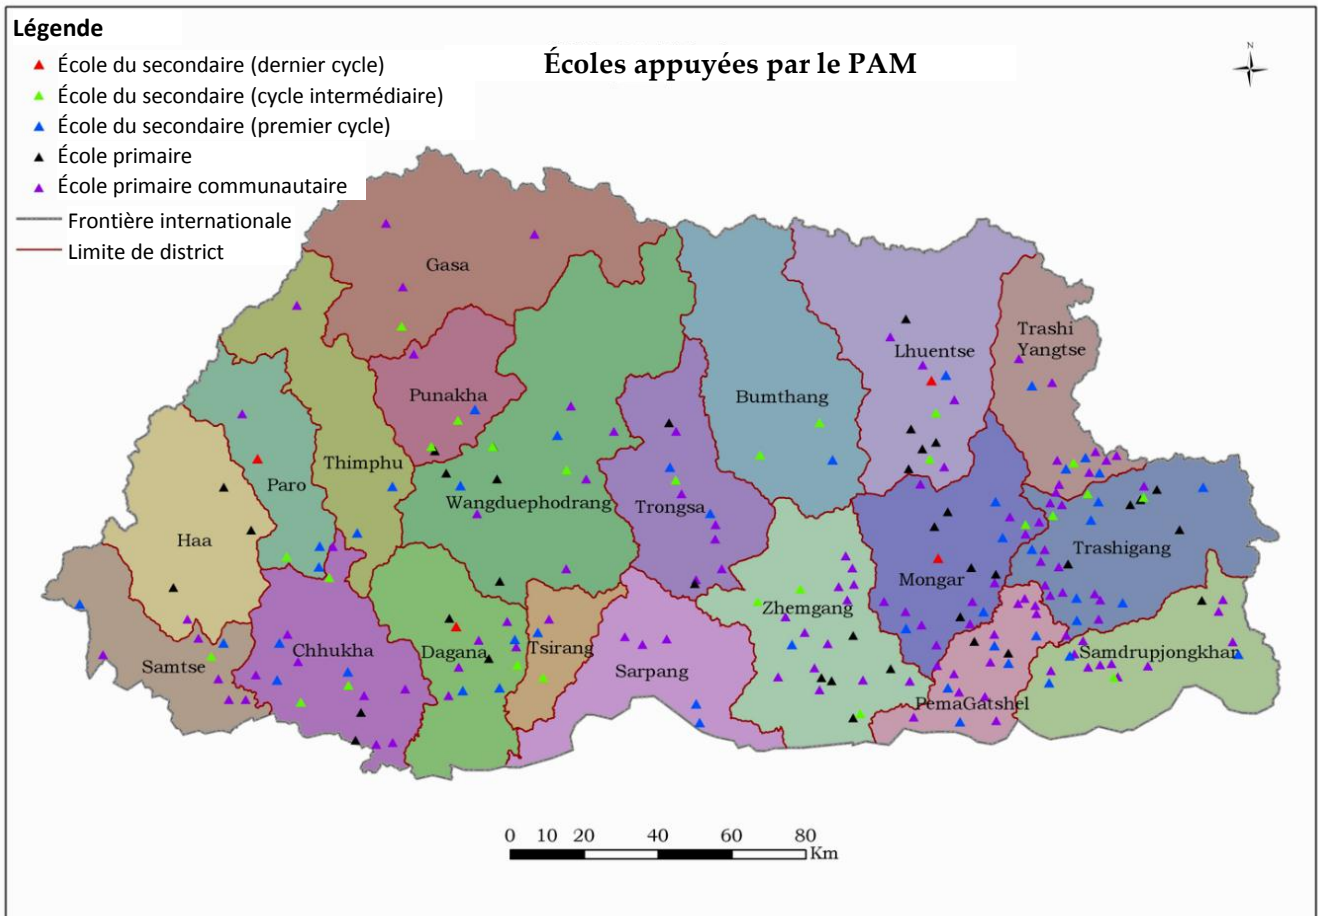 Légende
École du secondaire (dernier cycle)
École du secondaire (cycle intermédiaire)
École du secondaire (premier cycle)
École primaire
École primaire communautaire
Frontière internationale
Limite de district
Écoles appuyées par le PAM
N
Gasa
Trashi
Yangtse
Lhuentse
Punakha
Bumthang
Thimphu
Paro
Wangduephodrang
Trongsa
Haa
Trashigang
Mongar
Zhemgang
Chhukha
Dagana
Tsirang
Samdrupjongkhar
Samtse
Sarpang
PemaGatshel
0 10 20 40 60 80
Km